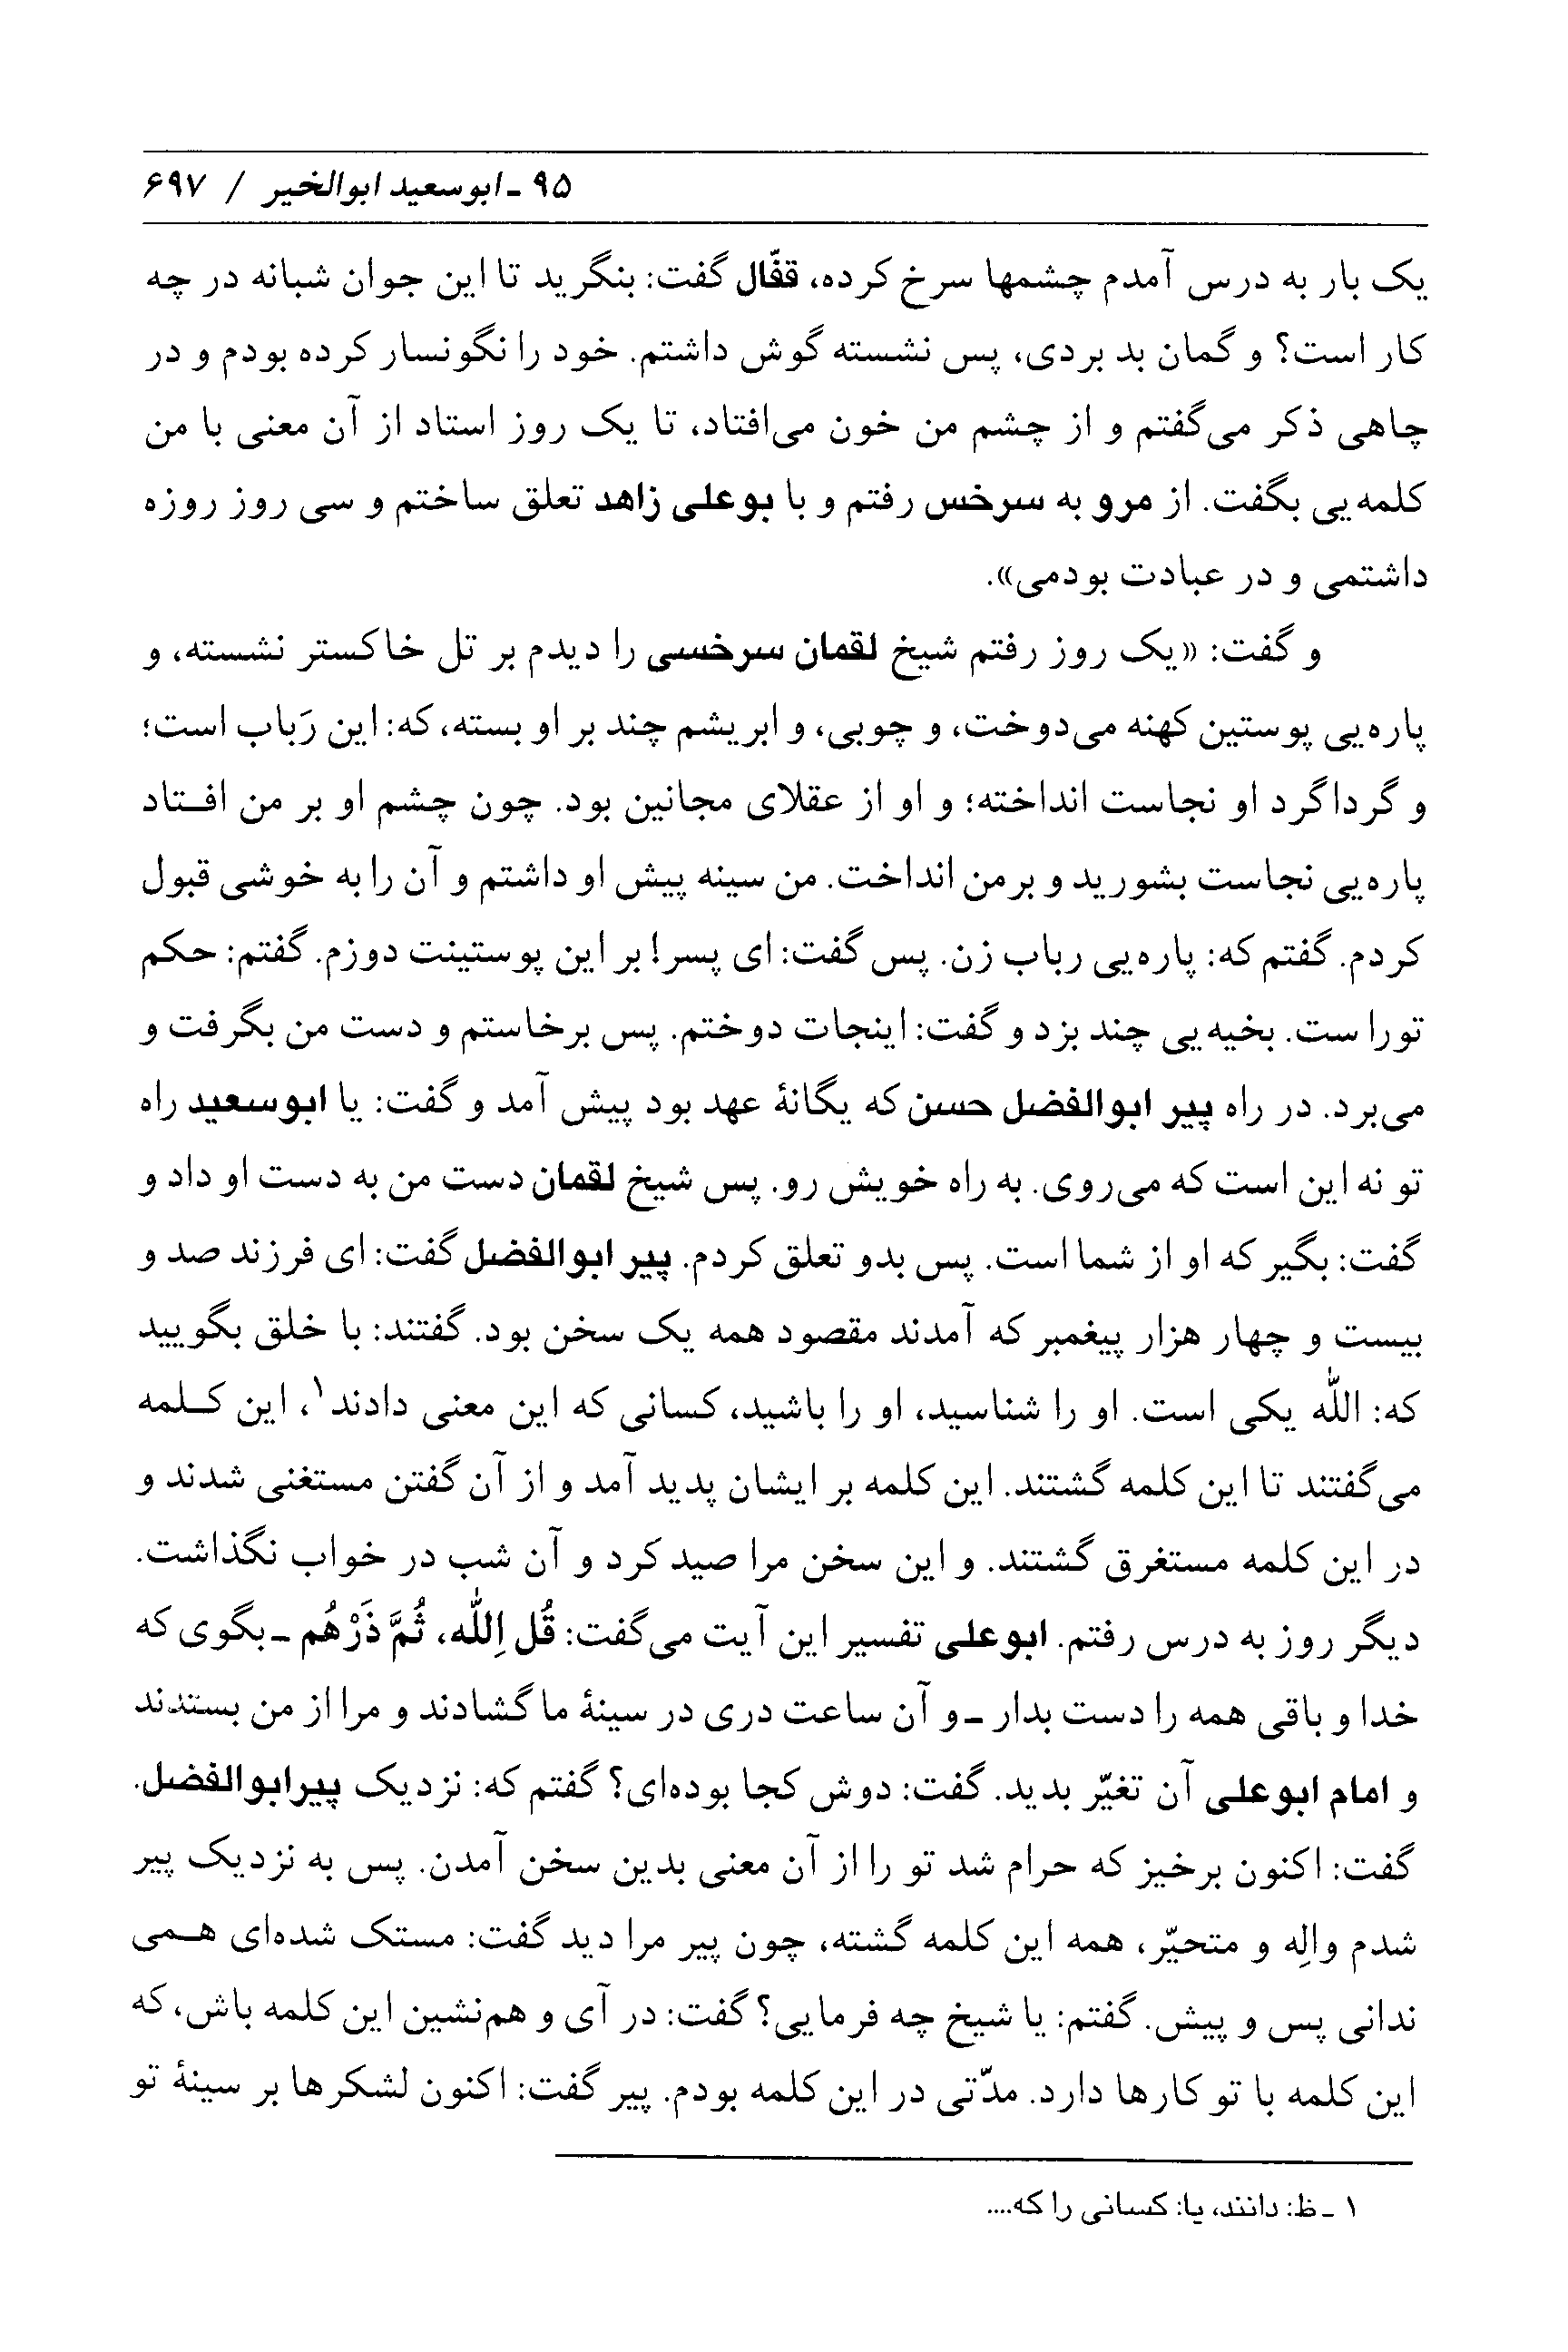 ۹۵ ـ ابوسعید ابوالخیر / ۶۹۷
یک بار به درس آمدم چشمها سرخ کرده، قفّال گفت: بنگرید تا این جوان شبانه در چه
کار است؟ و گمان بد بردی، پس نشسته گوش داشتم. خود را نگونسار کرده بودم و در
چاهی ذکر می‌گفتم و از چشم من خون می‌افتاد، تا یک روز استاد از آن معنی با من
کلمه‌یی بگفت. از مرو به سرخس رفتم و با بوعلی زاهد تعلق ساختم و سی روز روزه
داشتمی و در عبادت بودمی».
و گفت: «یک روز رفتم شیخ لقمان سرخسی را دیدم بر تل خاکستر نشسته، و
پاره‌یی پوستین کهنه می‌دوخت، و چوبی، و ابریشم چند بر او بسته، که: این رَباب است؛
و گرداگرد او نجاست انداخته؛ و او از عقلای مجانین بود. چون چشم او بر من افتاد
پاره‌یی نجاست بشورید و برمن انداخت. من سینه پیش او داشتم و آن را به خوشی قبول
کردم. گفتم که: پاره‌یی رباب زن. پس گفت: ای پسر! بر این پوستینت دوزم. گفتم: حکم
تورا ست. بخیه‌یی چند بزد و گفت: اینجات دوختم. پس برخاستم و دست من بگرفت و
می‌برد. در راه پیر ابوالفضل حسن که یگانهٔ عهد بود پیش آمد و گفت: یا ابوسعید راه
تو نه این است که می‌روی. به راه خویش رو. پس شیخ لقمان دست من به دست او داد و
گفت: بگیر که او از شما است. پس بدو تعلق کردم. پیر ابوالفضل گفت: ای فرزند صد و
بیست و چهار هزار پیغمبر که آمدند مقصود همه یک سخن بود. گفتند: با خلق بگویید
که: اللّٰه یکی است. او را شناسید، او را باشید، کسانی که این معنی دادند۱، این کلمه
می‌گفتند تا این کلمه گشتند. این کلمه بر ایشان پدید آمد و از آن گفتن مستغنی شدند و
در این کلمه مستغرق گشتند. و این سخن مرا صید کرد و آن شب در خواب نگذاشت.
دیگر روز به درس رفتم. ابوعلی تفسیر این آیت می‌گفت: قُل اِللّٰه، ثُمَّ ذَرْهُم ـ بگوی که
خدا و باقی همه را دست بدار ـ و آن ساعت دری در سینهٔ ما گشادند و مرا از من بستدند
و امام ابوعلی آن تغیّر بدید. گفت: دوش کجا بوده‌ای؟ گفتم که: نزدیک پیرابوالفضل.
گفت: اکنون برخیز که حرام شد تو را از آن معنی بدین سخن آمدن. پس به نزدیک پیر
شدم والِه و متحیّر، همه این کلمه گشته، چون پیر مرا دید گفت: مستک شده‌ای همی
ندانی پس و پیش. گفتم: یا شیخ چه فرمایی؟ گفت: در آی و هم‌نشین این کلمه باش، که
این کلمه با تو کارها دارد. مدّتی در این کلمه بودم. پیر گفت: اکنون لشکرها بر سینهٔ تو
۱ ـ ظ: دانند، یا: کسانی را که....